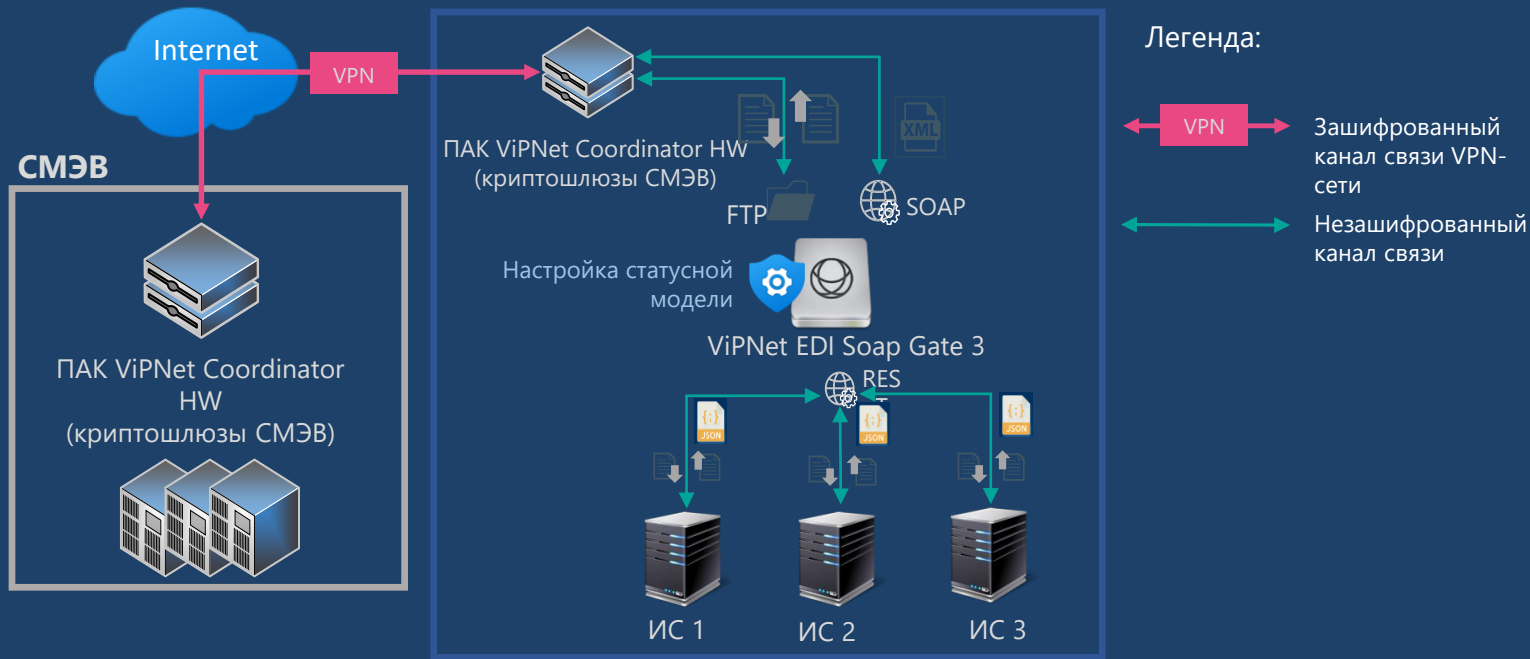 Internet
VPN
СМЭВ
ПАК ViPNet Coordinator
HW
(криптошлюзы СМЭВ)
ПАК ViPNet Coordinator HW
(криптошлюзы СМЭВ)
XML
FTP
SOAP
Настройка статусной
модели
ViPNet EDI Soap Gate 3
RES
T
{;}
JSON
{;}
JSON
{;}
JSON
ИС 1
ИС 2
ИС 3
Легенда:
VPN
Зашифрованный
канал связи VPN-
сети
Незашифрованный
канал связи